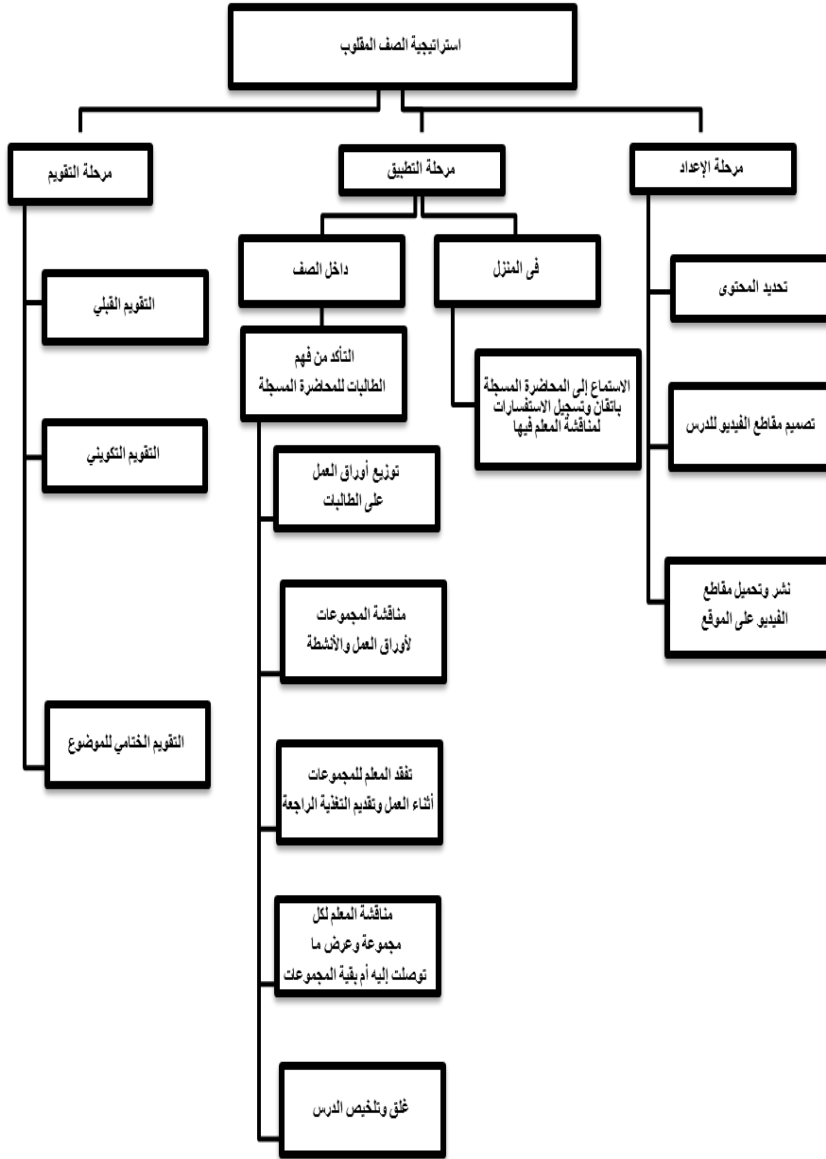 استراتيجية الصف المقلوب
مرحلة الإعداد
مرحلة التطبيق
مرحلة التقويم
تحديد المحتوى
تصميم مقاطع الفيديو للدرس
نشر وتحميل مقاطع
الفيديو على الموقع
فى المنزل
الاستماع إلى المحاضرة المسجلة
باتقان وتسجيل الاستفسارات
لمناقشة المعلم فيها
داخل الصف
التأكد من فهم
الطالبات للمحاضرة المسجلة
توزيع أوراق العمل
على الطالبات
مناقشة المجموعات
لأوراق العمل والأنشطة
تفقد المعلم للمجموعات
أثناء العمل وتقديم التغذية الراجعة
مناقشة المعلم لكل
مجموعة وعرض ما
توصلت إليه أم بقية المجموعات
غلق وتلخيص الدرس
التقويم القبلي
التقويم التكويني
التقويم الختامي للموضوع